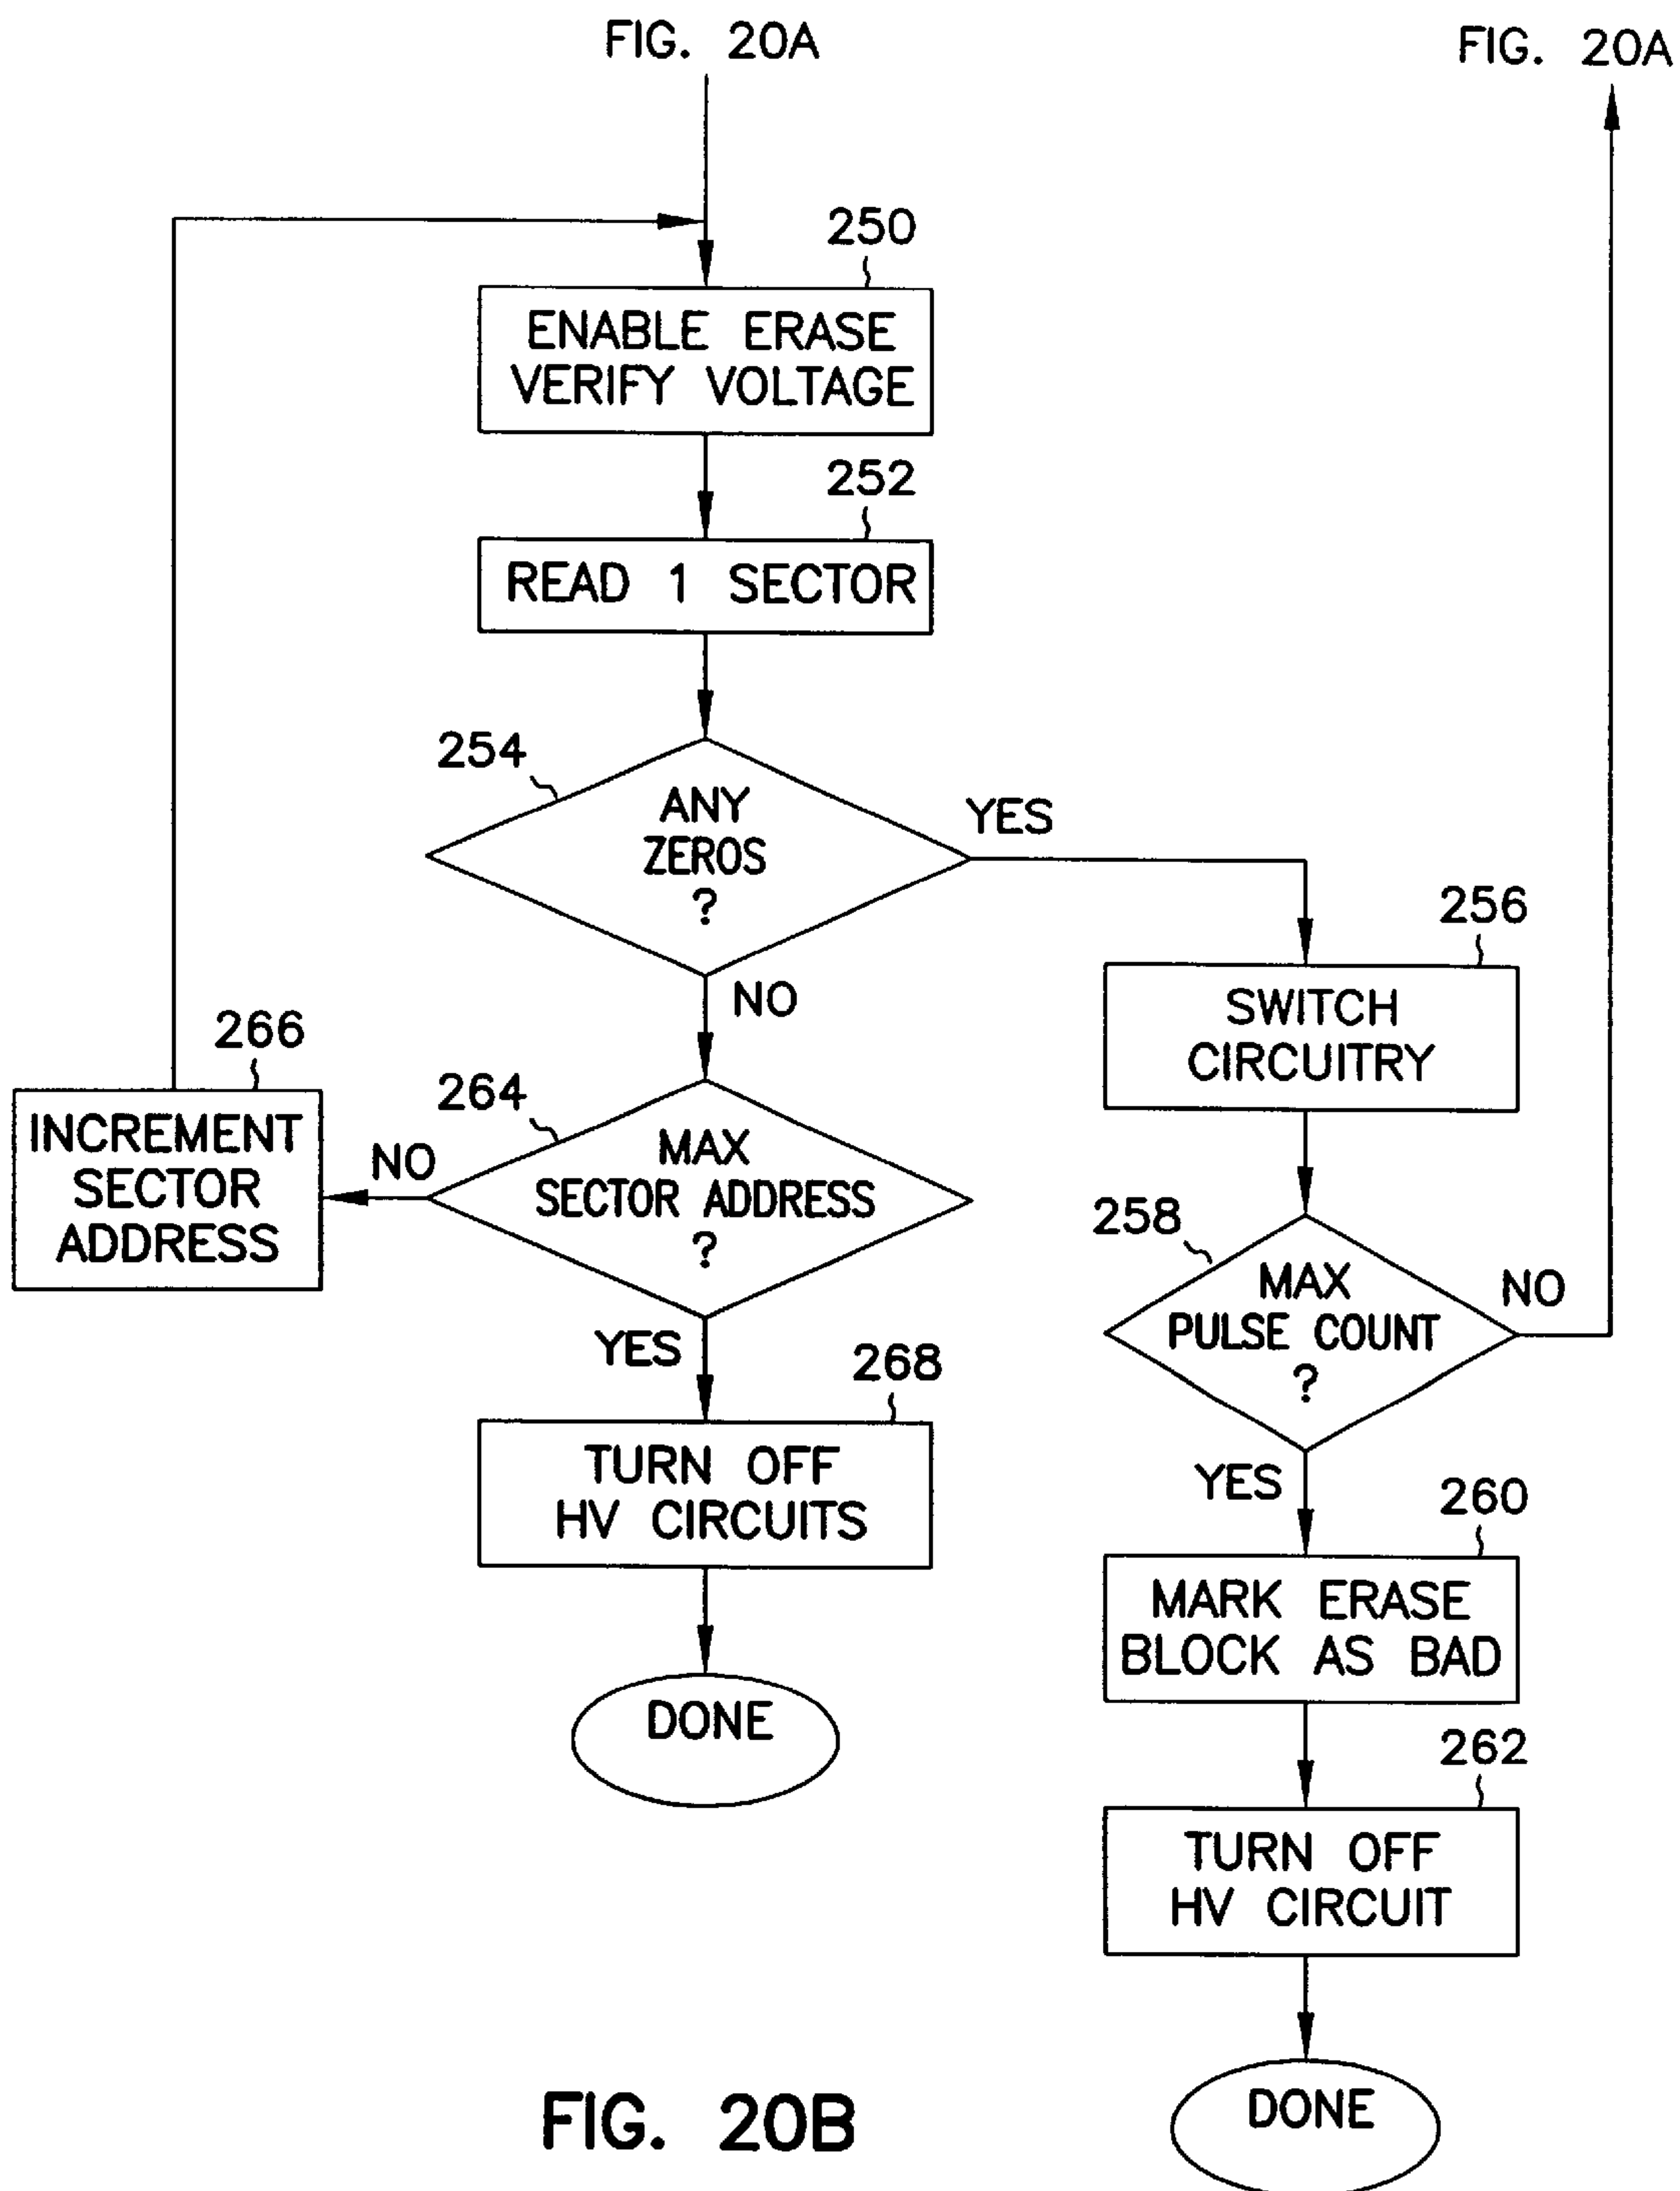 FIG. 20A
FIG. 20A
250
ENABLE ERASE
VERIFY VOLTAGE
252
READ 1 SECTOR
254
ANY
ZEROS
?
YES
NO
256
SWITCH
CIRCUITRY
266
INCREMENT
SECTOR
ADDRESS
NO
264
MAX
SECTOR ADDRESS
?
YES
258
MAX
PULSE COUNT
?
NO
YES
268
TURN OFF
HV CIRCUITS
DONE
260
MARK ERASE
BLOCK AS BAD
262
TURN OFF
HV CIRCUIT
DONE
FIG. 20B